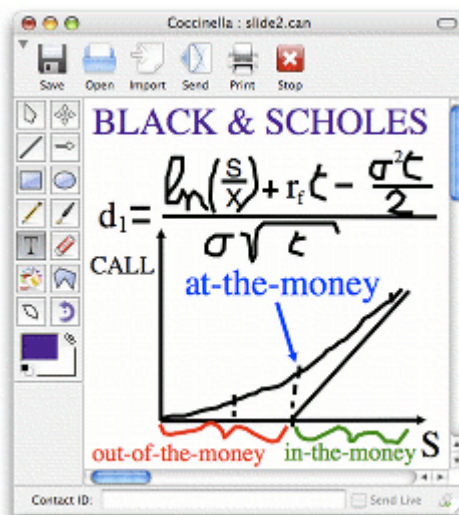 Coccinella : slide2.can
Save Open Import Send Print Stop
BLACK & SCHOLES
d₁= (ln(S/X) + r_f t − σ²t/2) / (σ√t)
CALL
at-the-money
out-of-the-money in-the-money S
Contact ID: Send Live